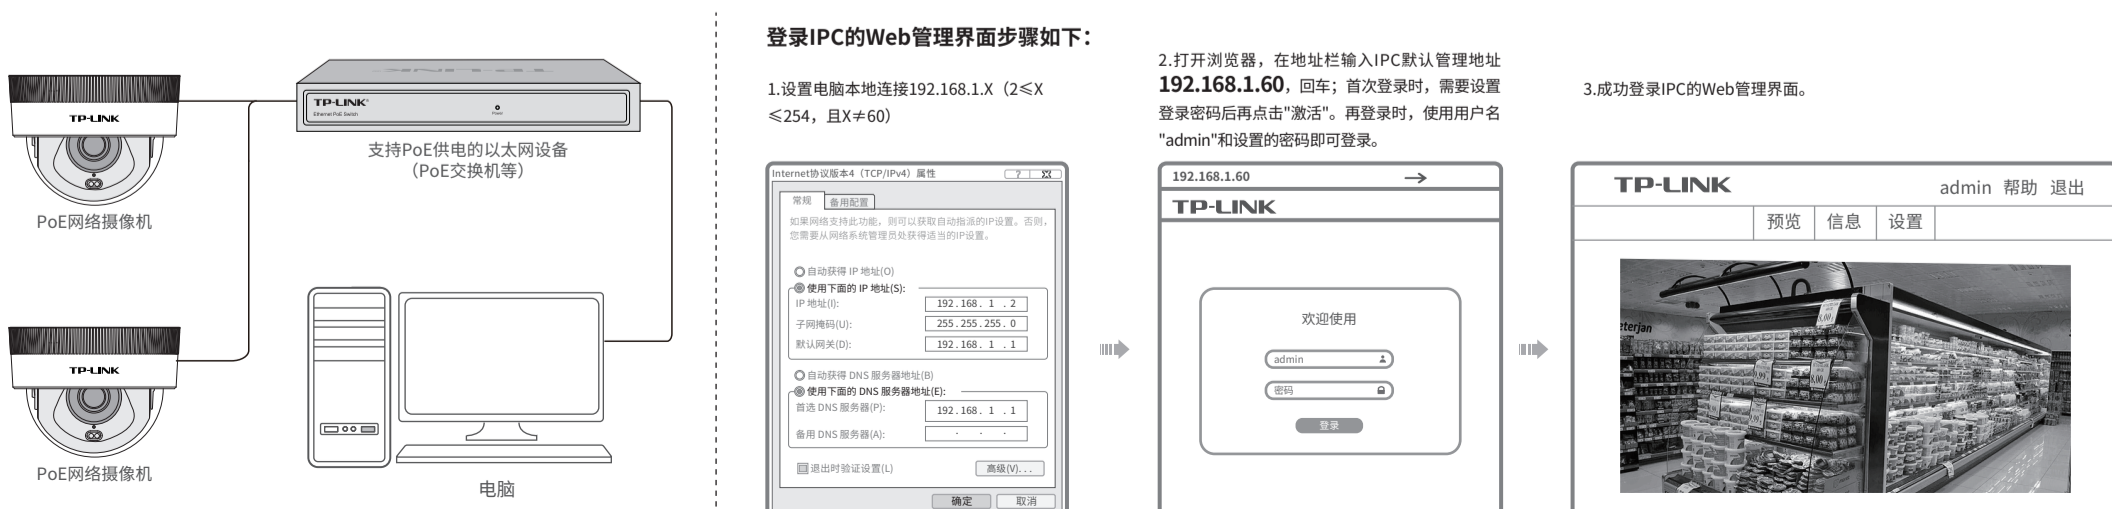 TP-LINK
PoE网络摄像机
TP-LINK
TP-LINK
Ethernet PoE Switch
Power
支持PoE供电的以太网设备
（PoE交换机等）
TP-LINK
PoE网络摄像机
电脑
登录IPC的Web管理界面步骤如下：
1.设置电脑本地连接192.168.1.X（2≤X
≤254，且X≠60）
Internet协议版本4（TCP/IPv4）属性
?
常规
备用配置
如果网络支持此功能，则可以获取自动指派的IP设置。否则，
您需要从网络系统管理员处获得适当的IP设置。
自动获得 IP 地址(O)
使用下面的 IP 地址(S):
IP 地址(I):
192.168. 1 . 2
子网掩码(U):
255.255.255. 0
默认网关(D):
192.168. 1 . 1
自动获得 DNS 服务器地址(B)
使用下面的 DNS 服务器地址(E):
首选 DNS 服务器(P):
192.168. 1 . 1
备用 DNS 服务器(A):
. . .
退出时验证设置(L)
高级(V)...
确定
取消
2.打开浏览器，在地址栏输入IPC默认管理地址
192.168.1.60，回车；首次登录时，需要设置
登录密码后再点击"激活"。再登录时，使用用户名
"admin"和设置的密码即可登录。
192.168.1.60
TP-LINK
欢迎使用
admin
密码
登录
3.成功登录IPC的Web管理界面。
TP-LINK
admin 帮助 退出
预览 信息 设置
eterjan